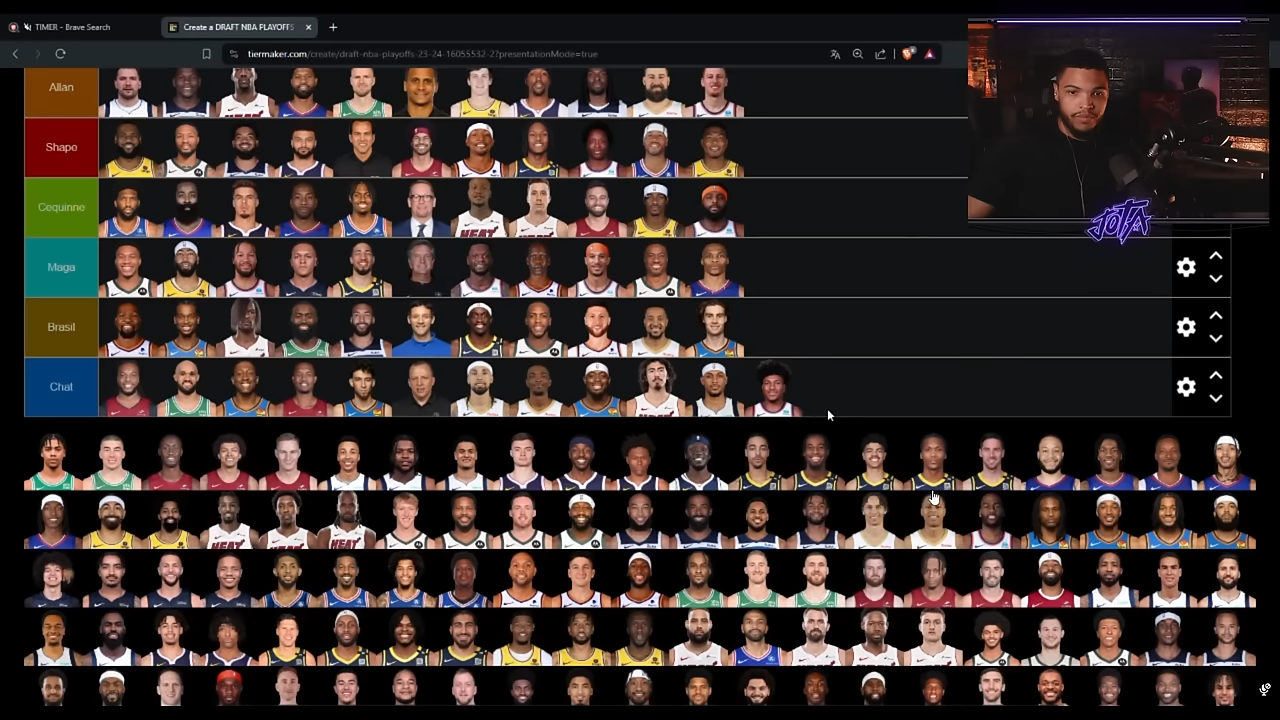 TIMER - Brave Search
Create a DRAFT NBA PLAYOFFS
tiermaker.com/create/draft-nba-playoffs-23-24-16055532-2?presentationMode=true
Allan
Shapo
Cequinne
Maga
Brasil
Chat
JOTA